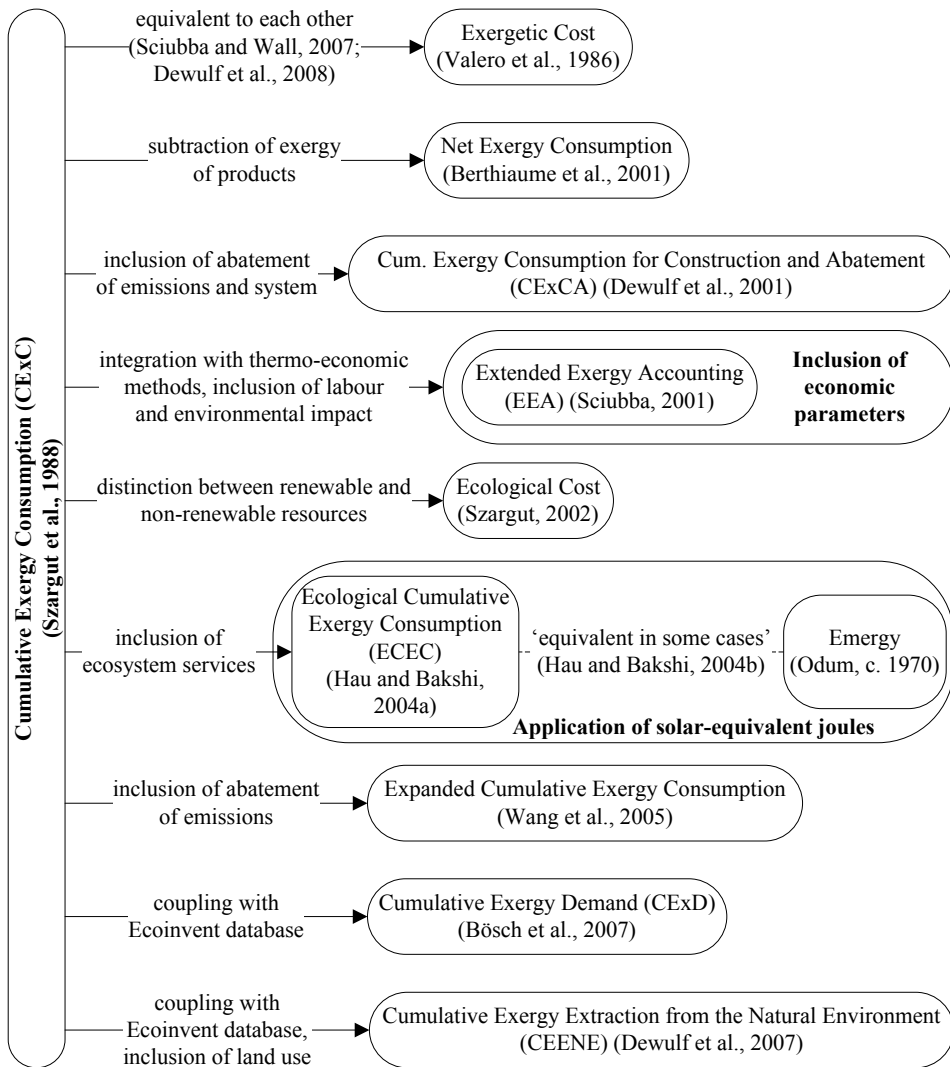 Cumulative Exergy Consumption (CExC)
(Szargut et al., 1988)
equivalent to each other
(Sciubba and Wall, 2007;
Dewulf et al., 2008)
Exergetic Cost
(Valero et al., 1986)
subtraction of exergy
of products
Net Exergy Consumption
(Berthiaume et al., 2001)
inclusion of abatement
of emissions and system
Cum. Exergy Consumption for Construction and Abatement
(CExCA) (Dewulf et al., 2001)
integration with thermo-economic
methods, inclusion of labour
and environmental impact
Extended Exergy Accounting
(EEA) (Sciubba, 2001)
Inclusion of
economic
parameters
distinction between renewable and
non-renewable resources
Ecological Cost
(Szargut, 2002)
inclusion of
ecosystem services
Ecological Cumulative
Exergy Consumption
(ECEC)
(Hau and Bakshi,
2004a)
‘equivalent in some cases’
(Hau and Bakshi, 2004b)
Emergy
(Odum, c. 1970)
Application of solar-equivalent joules
inclusion of abatement
of emissions
Expanded Cumulative Exergy Consumption
(Wang et al., 2005)
coupling with
Ecoinvent database
Cumulative Exergy Demand (CExD)
(Bösch et al., 2007)
coupling with
Ecoinvent database,
inclusion of land use
Cumulative Exergy Extraction from the Natural Environment
(CEENE) (Dewulf et al., 2007)